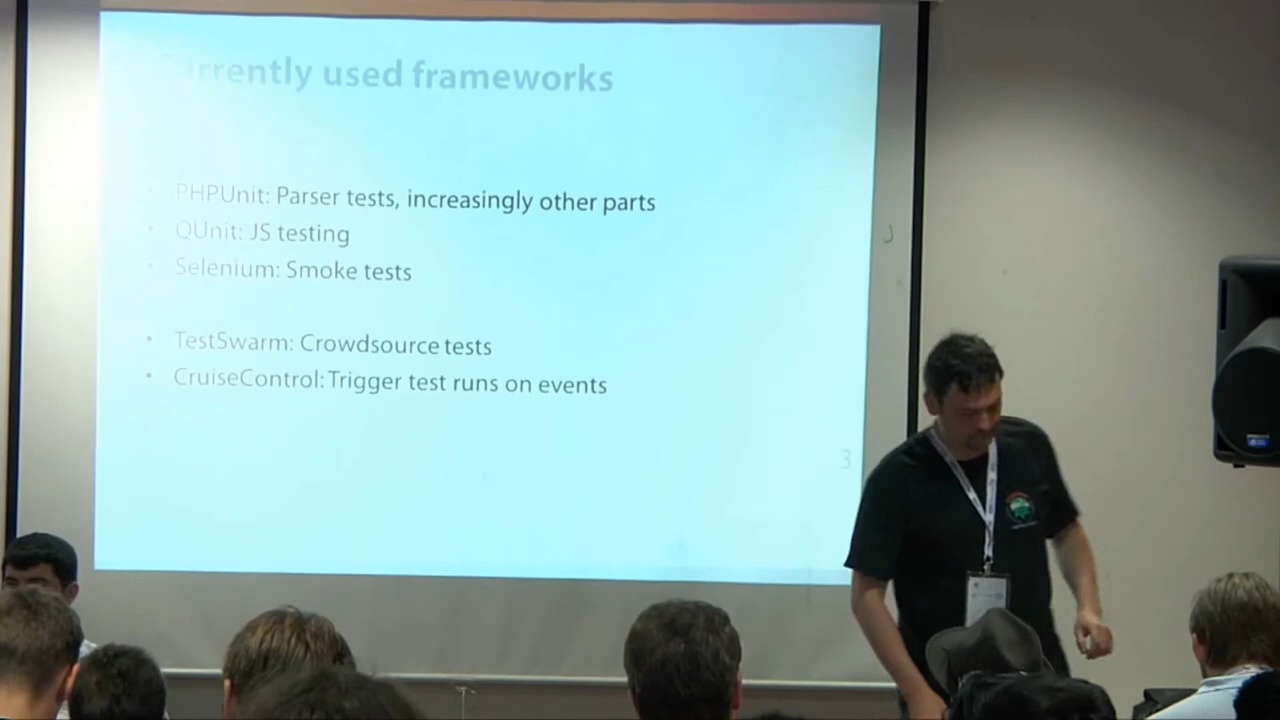 Currently used frameworks
• PHPUnit: Parser tests, increasingly other parts
• QUnit: JS testing
• Selenium: Smoke tests
• TestSwarm: Crowdsource tests
• CruiseControl: Trigger test runs on events
3